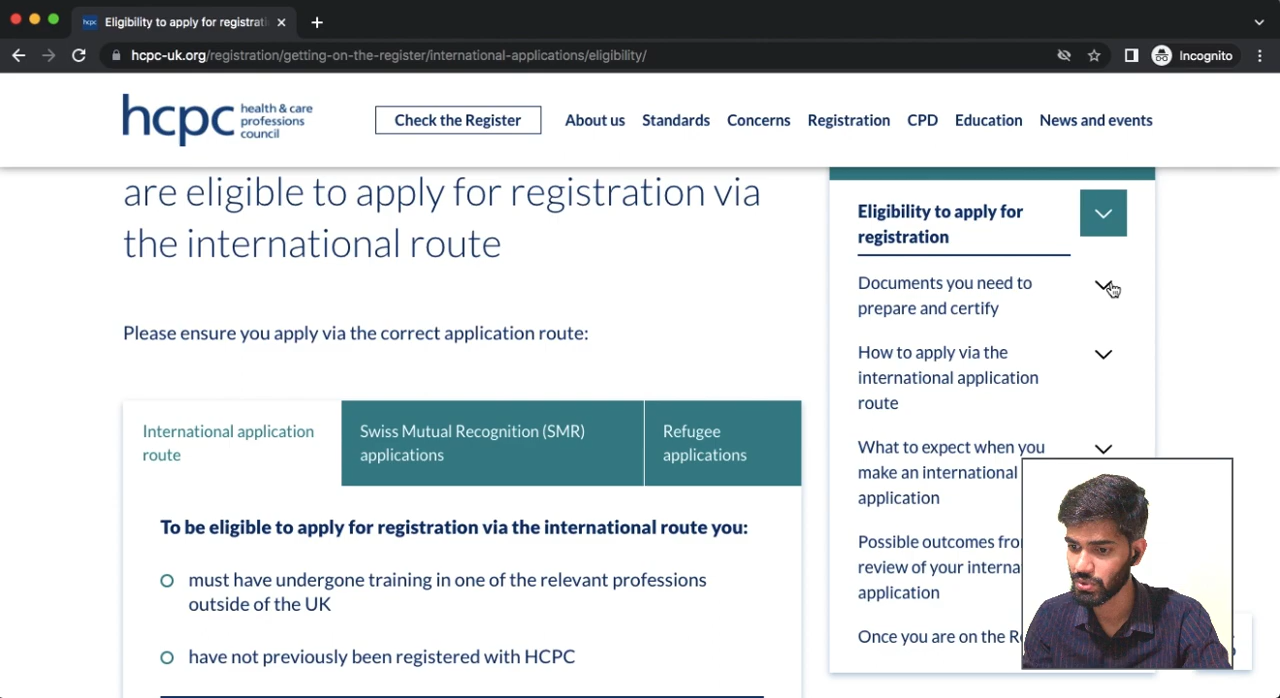 hcpc Eligibility to apply for registrati
hcpc-uk.org/registration/getting-on-the-register/international-applications/eligibility/
Incognito
hcpc health & care
professions
council
Check the Register
About us Standards Concerns Registration CPD Education News and events
are eligible to apply for registration via
the international route
Please ensure you apply via the correct application route:
International application
route
Swiss Mutual Recognition (SMR)
applications
Refugee
applications
To be eligible to apply for registration via the international route you:
must have undergone training in one of the relevant professions
outside of the UK
have not previously been registered with HCPC
Eligibility to apply for
registration
Documents you need to
prepare and certify
How to apply via the
international application
route
What to expect when you
make an international
application
Possible outcomes
review of your
application
Once you are on the